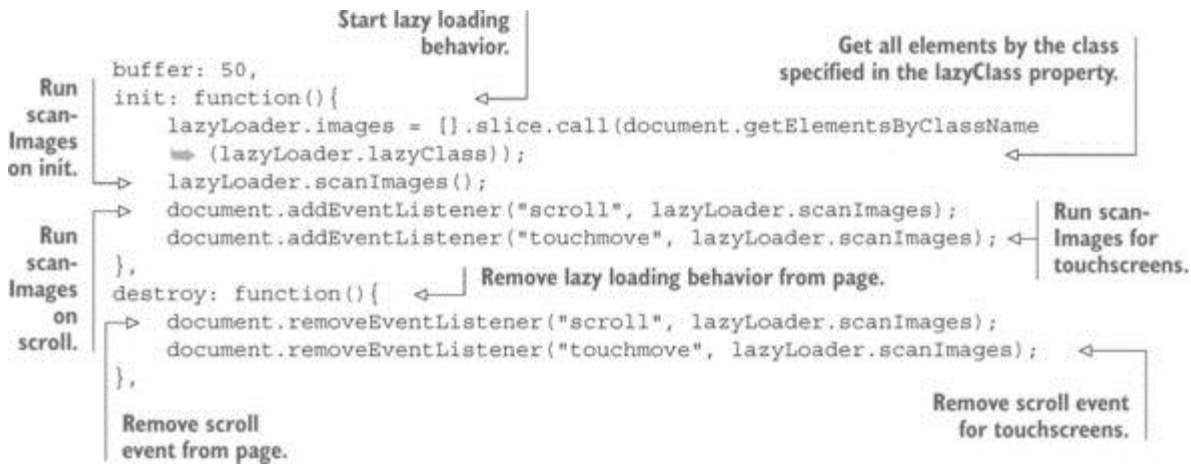 Start lazy loading
behavior.
Get all elements by the class
specified in the lazyClass property.
buffer: 50,
init: function(){
lazyLoader.images = [].slice.call(document.getElementsByClassName
➥ (lazyLoader.lazyClass));
lazyLoader.scanImages();
document.addEventListener("scroll", lazyLoader.scanImages);
document.addEventListener("touchmove", lazyLoader.scanImages);
},
Run
scan-
Images
on init.
Run scan-
Images for
touchscreens.
Run
scan-
Images
on
scroll.
Remove lazy loading behavior from page.
destroy: function(){
document.removeEventListener("scroll", lazyLoader.scanImages);
document.removeEventListener("touchmove", lazyLoader.scanImages);
},
Remove scroll
event from page.
Remove scroll event
for touchscreens.